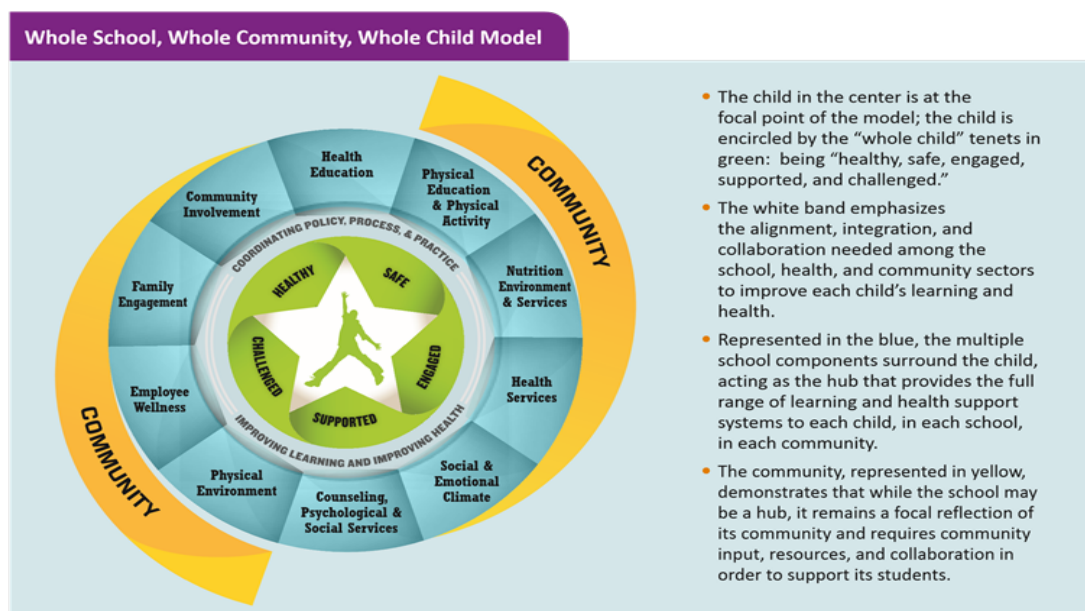 Whole School, Whole Community, Whole Child Model
COMMUNITY
COMMUNITY
Health
Education
Physical
Education
& Physical
Activity
Nutrition
Environment
& Services
Health
Services
Social &
Emotional
Climate
Counseling,
Psychological &
Social Services
Physical
Environment
Employee
Wellness
Family
Engagement
Community
Involvement
COORDINATING POLICY, PROCESS, & PRACTICE
IMPROVING LEARNING AND IMPROVING HEALTH
HEALTHY
SAFE
ENGAGED
SUPPORTED
CHALLENGED
• The child in the center is at the
focal point of the model; the child is
encircled by the “whole child” tenets in
green: being “healthy, safe, engaged,
supported, and challenged.”
• The white band emphasizes
the alignment, integration, and
collaboration needed among the
school, health, and community sectors
to improve each child’s learning and
health.
• Represented in the blue, the multiple
school components surround the child,
acting as the hub that provides the full
range of learning and health support
systems to each child, in each school,
in each community.
• The community, represented in yellow,
demonstrates that while the school may
be a hub, it remains a focal reflection of
its community and requires community
input, resources, and collaboration in
order to support its students.